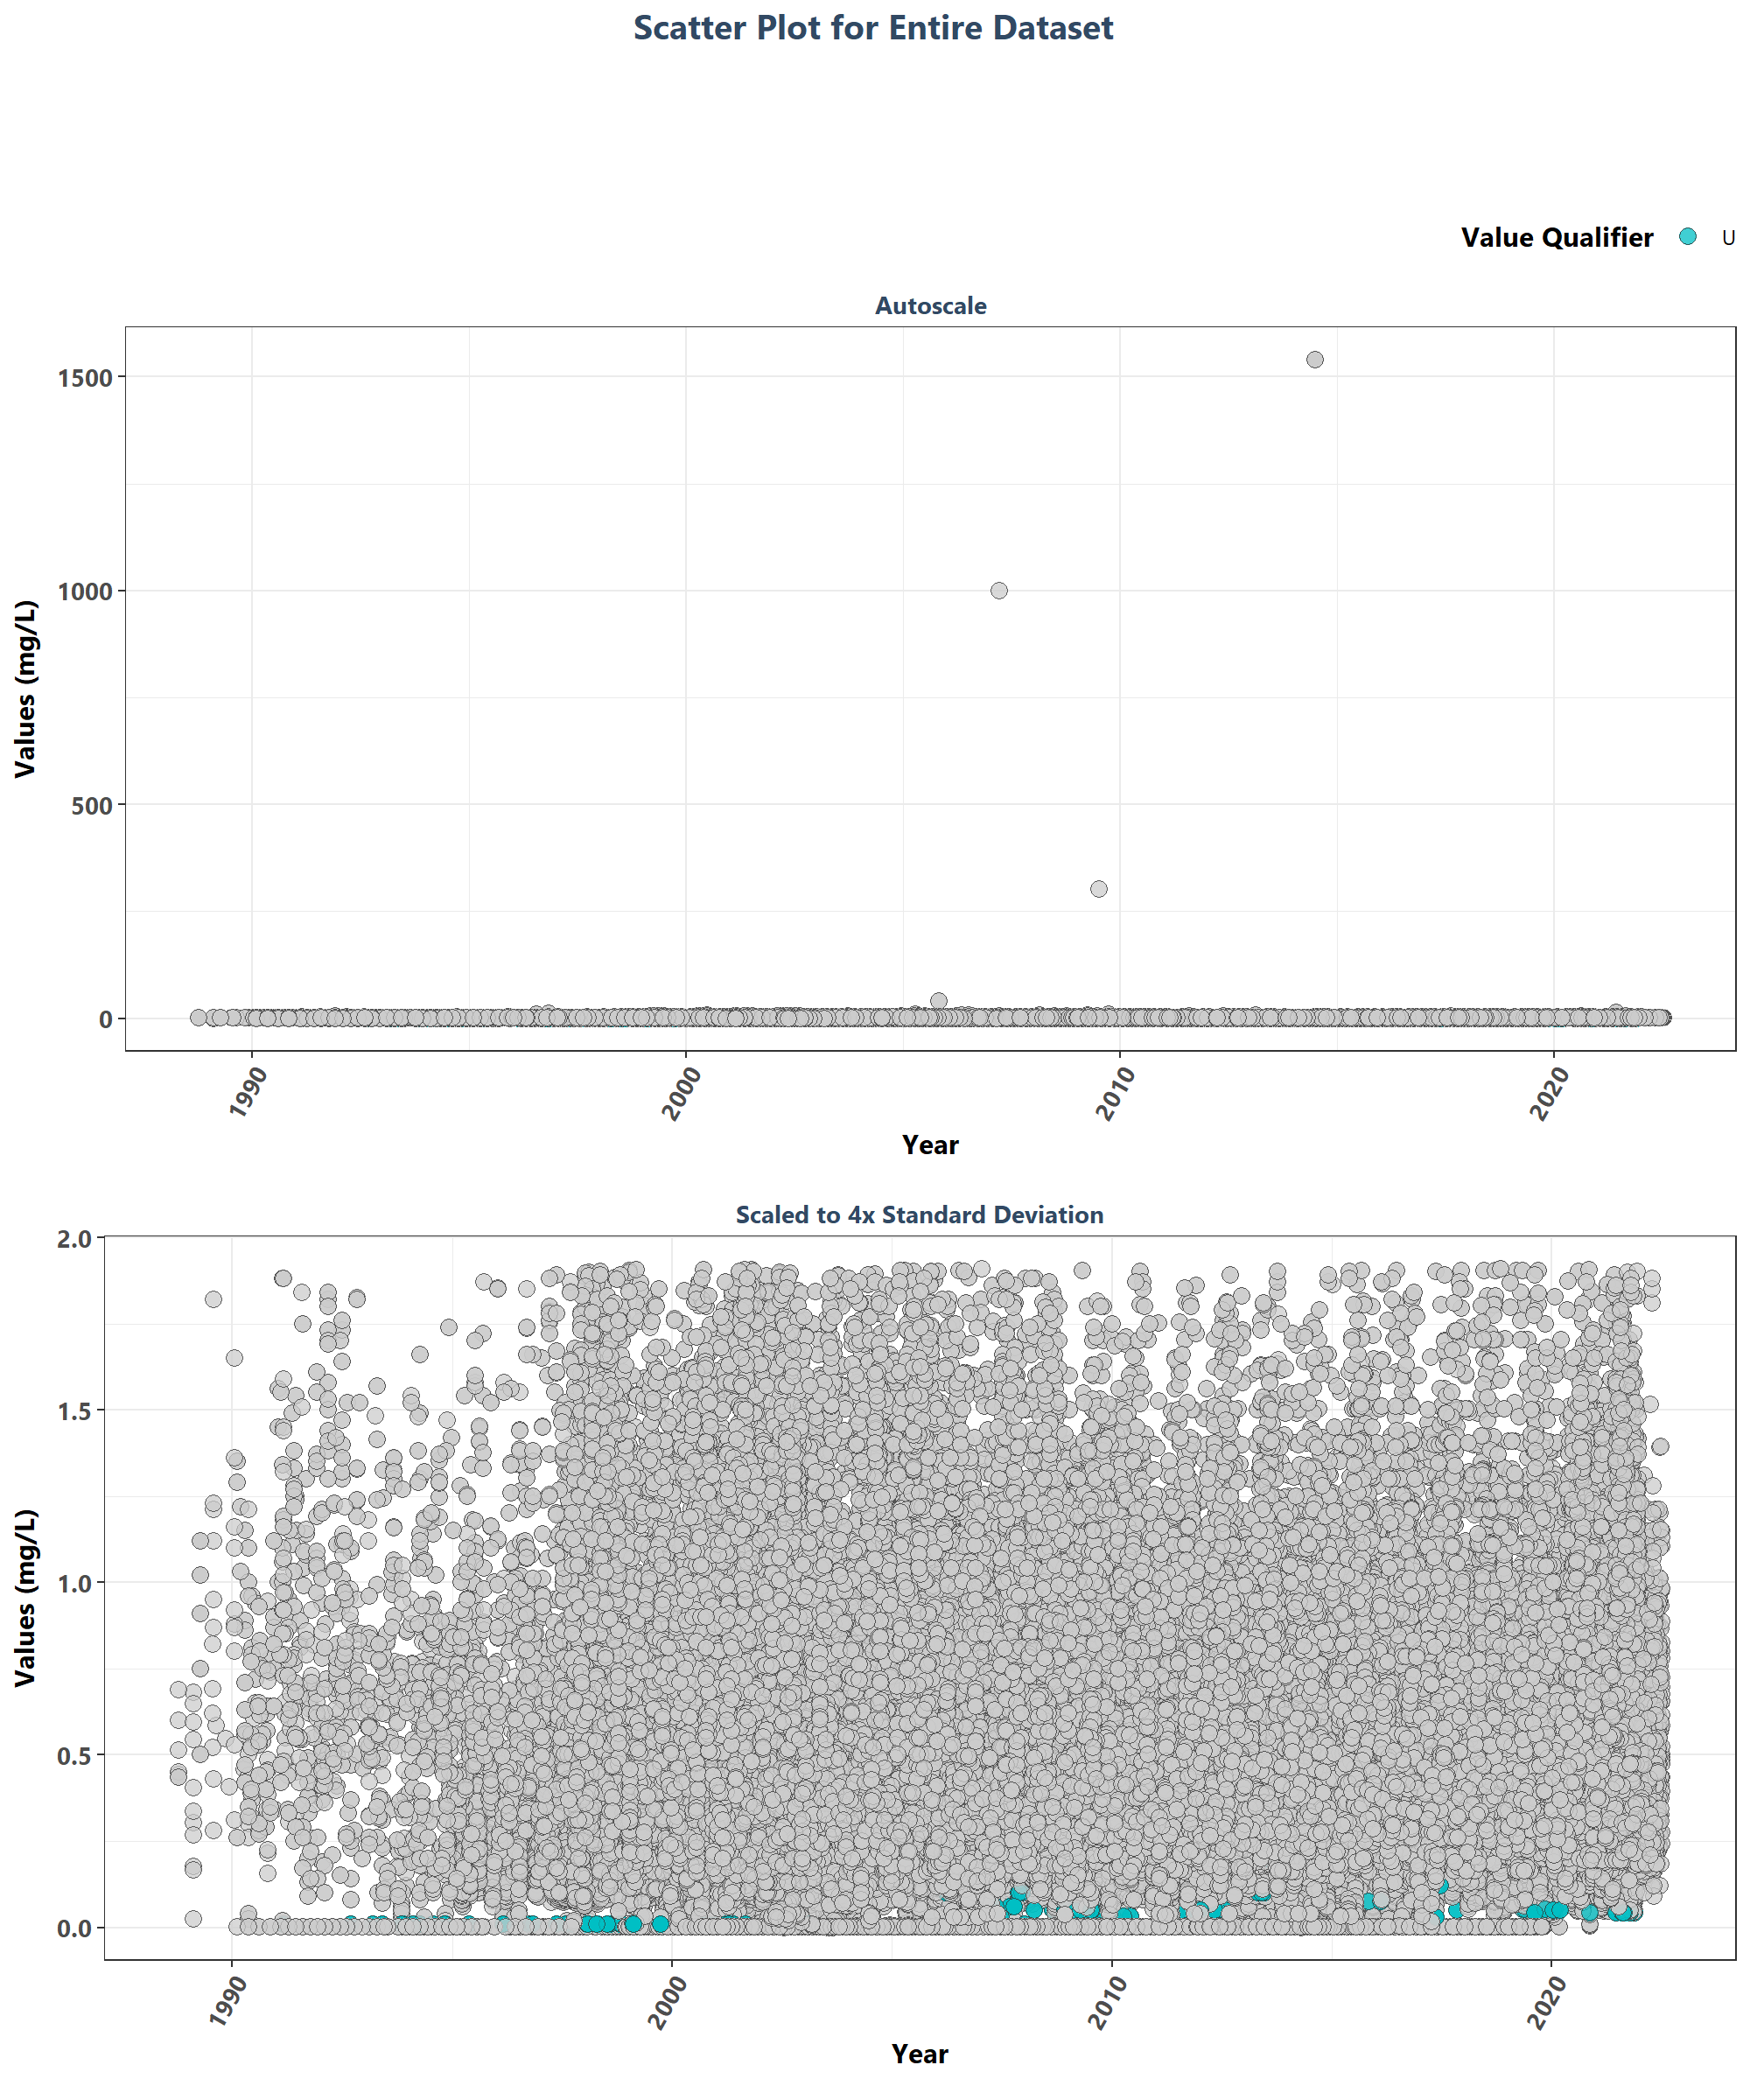 Scatter Plot for Entire Dataset
Value Qualifier U
Autoscale
1500
1000
500
0
Values (mg/L)
1990 2000 2010 2020
Year
Scaled to 4x Standard Deviation
2.0
1.5
1.0
0.5
0.0
Values (mg/L)
1990 2000 2010 2020
Year